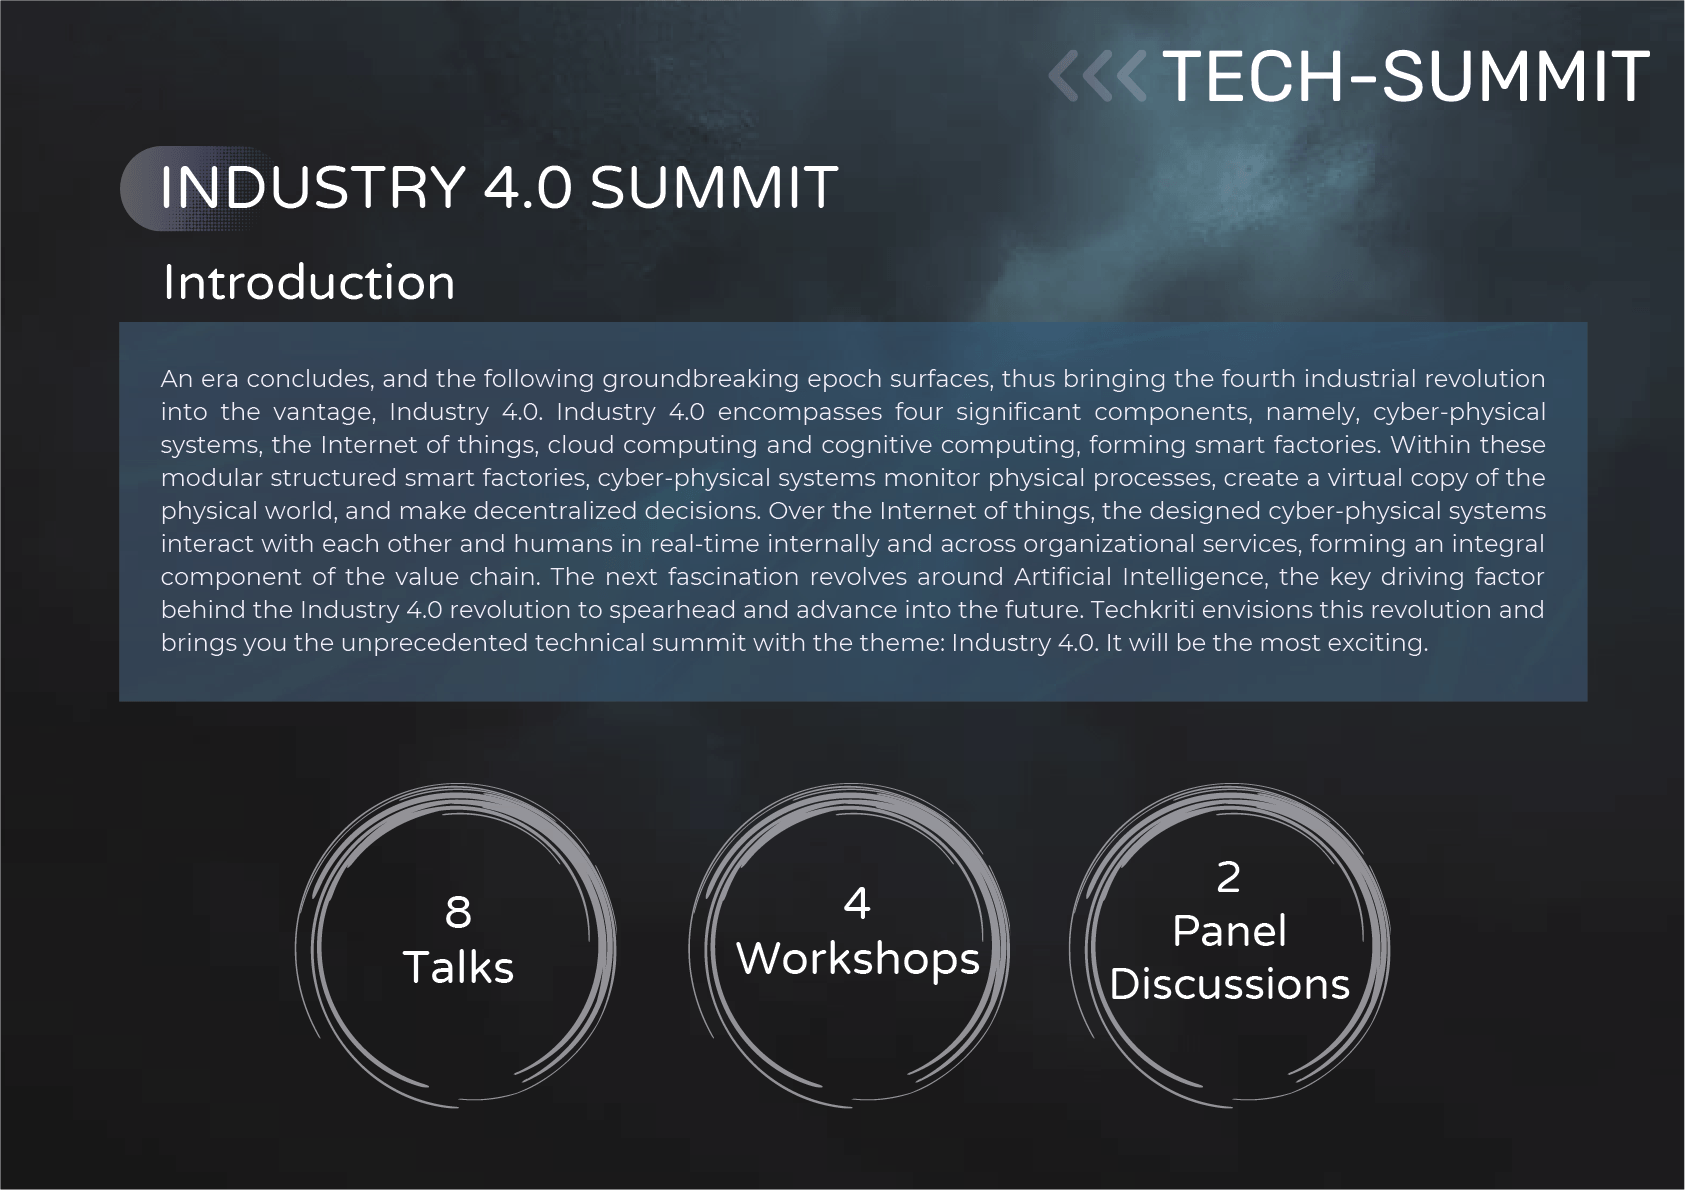 TECH-SUMMIT
INDUSTRY 4.0 SUMMIT
Introduction
An era concludes, and the following groundbreaking epoch surfaces, thus bringing the fourth industrial revolution
into the vantage, Industry 4.0. Industry 4.0 encompasses four significant components, namely, cyber-physical
systems, the Internet of things, cloud computing and cognitive computing, forming smart factories. Within these
modular structured smart factories, cyber-physical systems monitor physical processes, create a virtual copy of the
physical world, and make decentralized decisions. Over the Internet of things, the designed cyber-physical systems
interact with each other and humans in real-time internally and across organizational services, forming an integral
component of the value chain. The next fascination revolves around Artificial Intelligence, the key driving factor
behind the Industry 4.0 revolution to spearhead and advance into the future. Techkriti envisions this revolution and
brings you the unprecedented technical summit with the theme: Industry 4.0. It will be the most exciting.
8
Talks
4
Workshops
2
Panel
Discussions